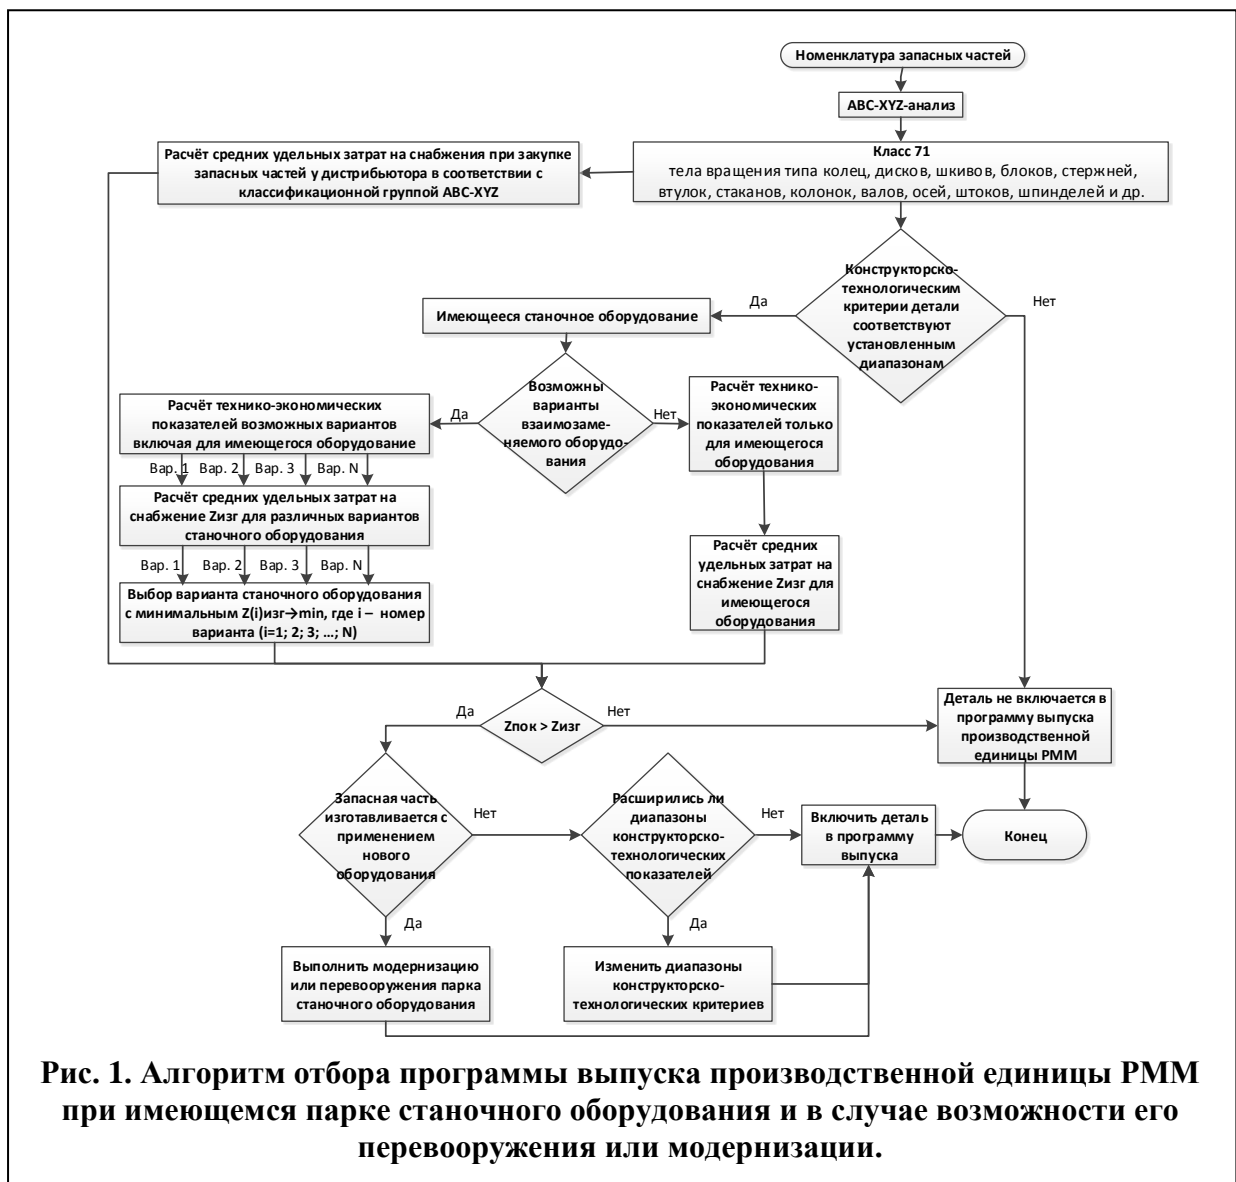 Номенклатура запасных частей
ABC-XYZ-анализ
Расчёт средних удельных затрат на снабжения при закупке
запасных частей у дистрибьютора в соответствии с
классификационной группой ABC-XYZ
Класс 71
тела вращения типа колец, дисков, шкивов, блоков, стержней,
втулок, стаканов, колонок, валов, осей, штоков, шпинделей и др.
Конструкторско-
технологическим
критерии детали
соответствуют
установленным
диапазонам
Да
Нет
Имеющееся станочное оборудование
Возможны
варианты
взаимозаме-
няемого оборудо-
вания
Да
Нет
Расчёт технико-экономических
показателей возможных вариантов
включая для имеющегося оборудование
Расчёт технико-
экономических
показателей только
для имеющегося
оборудования
Вар. 1 Вар. 2 Вар. 3 Вар. N
Расчёт средних удельных затрат на
снабжение Zизг для различных вариантов
станочного оборудования
Вар. 1 Вар. 2 Вар. 3 Вар. N
Выбор варианта станочного оборудования
с минимальным Z(i)изг→min, где i – номер
варианта (i=1; 2; 3; …; N)
Расчёт средних
удельных затрат на
снабжение Zизг для
имеющегося
оборудования
Zпок > Zизг
Да
Нет
Деталь не включается в
программу выпуска
производственной
единицы РММ
Запасная часть
изготавливается с
применением
нового
оборудования
Нет
Да
Расширились ли
диапазоны
конструкторско-
технологических
показателей
Нет
Да
Включить деталь
в программу
выпуска
Конец
Выполнить модернизацию
или перевооружения парка
станочного оборудования
Изменить диапазоны
конструкторско-
технологических критериев
Рис. 1. Алгоритм отбора программы выпуска производственной единицы РММ
при имеющемся парке станочного оборудования и в случае возможности его
перевооружения или модернизации.